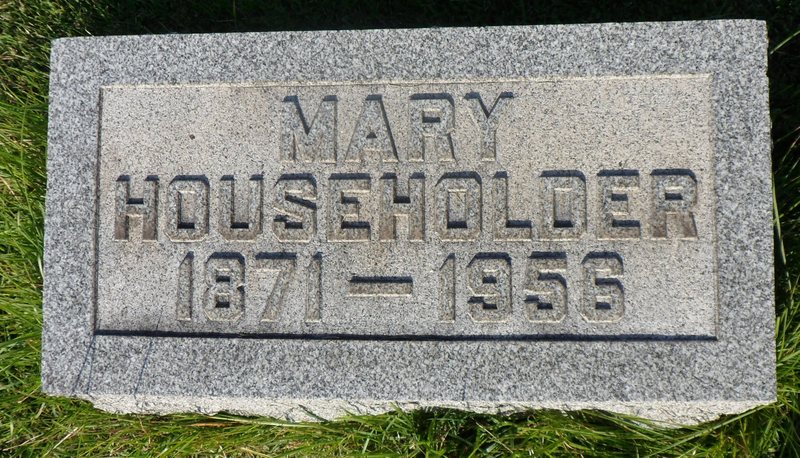 MARY
HOUSEHOLDER
1871 — 1956